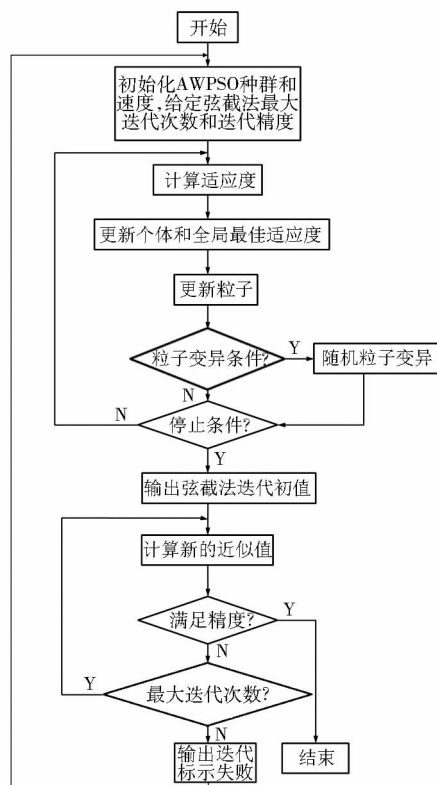 开始
初始化AWPSO种群和
速度,给定弦截法最大
迭代次数和迭代精度
计算适应度
更新个体和全局最佳适应度
更新粒子
粒子变异条件?
Y
随机粒子变异
N
停止条件?
N
Y
输出弦截法迭代初值
计算新的近似值
满足精度?
Y
N
最大迭代次数?
Y
N
输出迭代
标示失败
结束